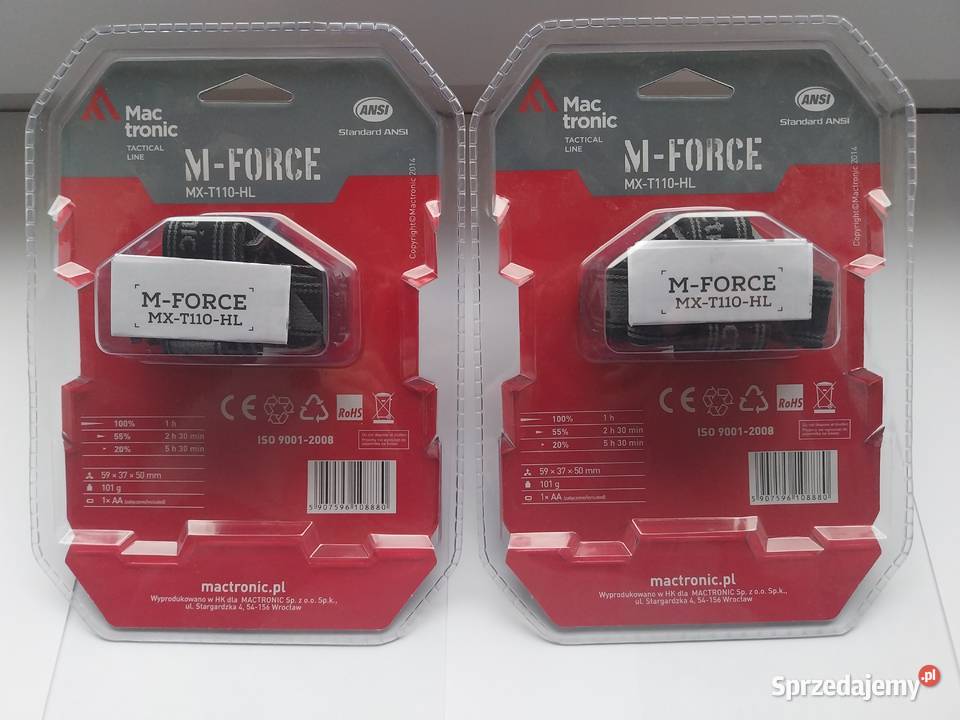 Mac
tronic
TACTICAL
LINE
ANSI
Standard ANSI
M-FORCE
MX-T110-HL
Copyright©Mactronic 2014
M-FORCE
MX-T110-HL
CE
RoHS
ISO 9001-2008
100% 1 h
55% 2 h 30 min
20% 5 h 30 min
59 × 37 × 50 mm
101 g
1× AA (załączone/included)
5 907596 108880
mactronic.pl
Wyprodukowano w HK dla MACTRONIC Sp. z o.o. Sp.k.,
ul. Stargardzka 4, 54-156 Wrocław
Mac
tronic
TACTICAL
LINE
ANSI
Standard ANSI
M-FORCE
MX-T110-HL
Copyright©Mactronic 2014
M-FORCE
MX-T110-HL
CE
RoHS
ISO 9001-2008
100% 1 h
55% 2 h 30 min
20% 5 h 30 min
59 × 37 × 50 mm
101 g
1× AA (załączone/included)
5 907596 108880
mactronic.pl
Wyprodukowano w HK dla MACTRONIC Sp. z o.o. Sp.k.,
ul. Stargardzka 4, 54-156 Wrocław
Sprzedajemy.pl